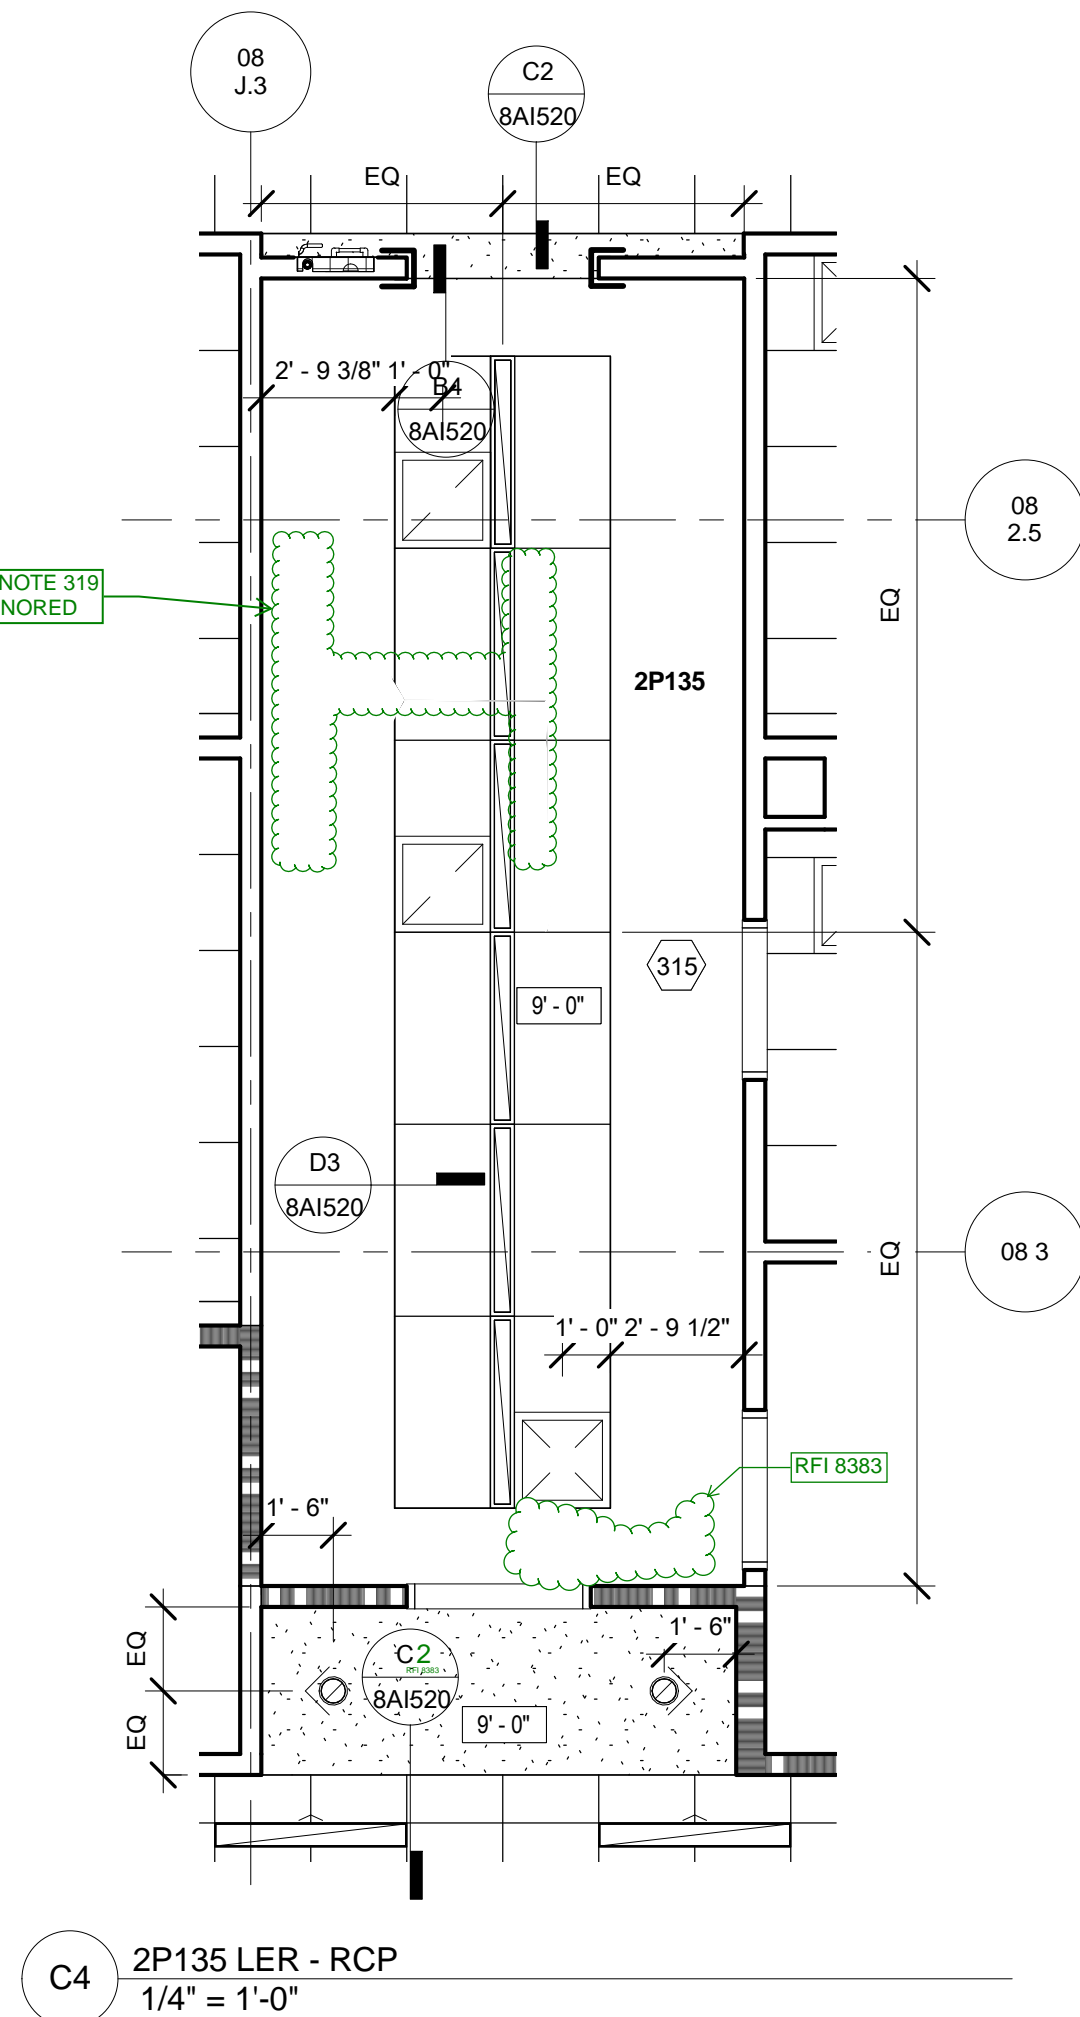 08
J.3
C2
8AI520
EQ
EQ
2' - 9 3/8" 1' - 0"
B4
8AI520
08
2.5
NOTE 319
NORED
EQ
2P135
315
9' - 0"
D3
8AI520
EQ
08 3
1' - 0" 2' - 9 1/2"
RFI 8383
1' - 6"
1' - 6"
EQ
C2
RFI 8383
8AI520
9' - 0"
EQ
C4
2P135 LER - RCP
1/4" = 1'-0"